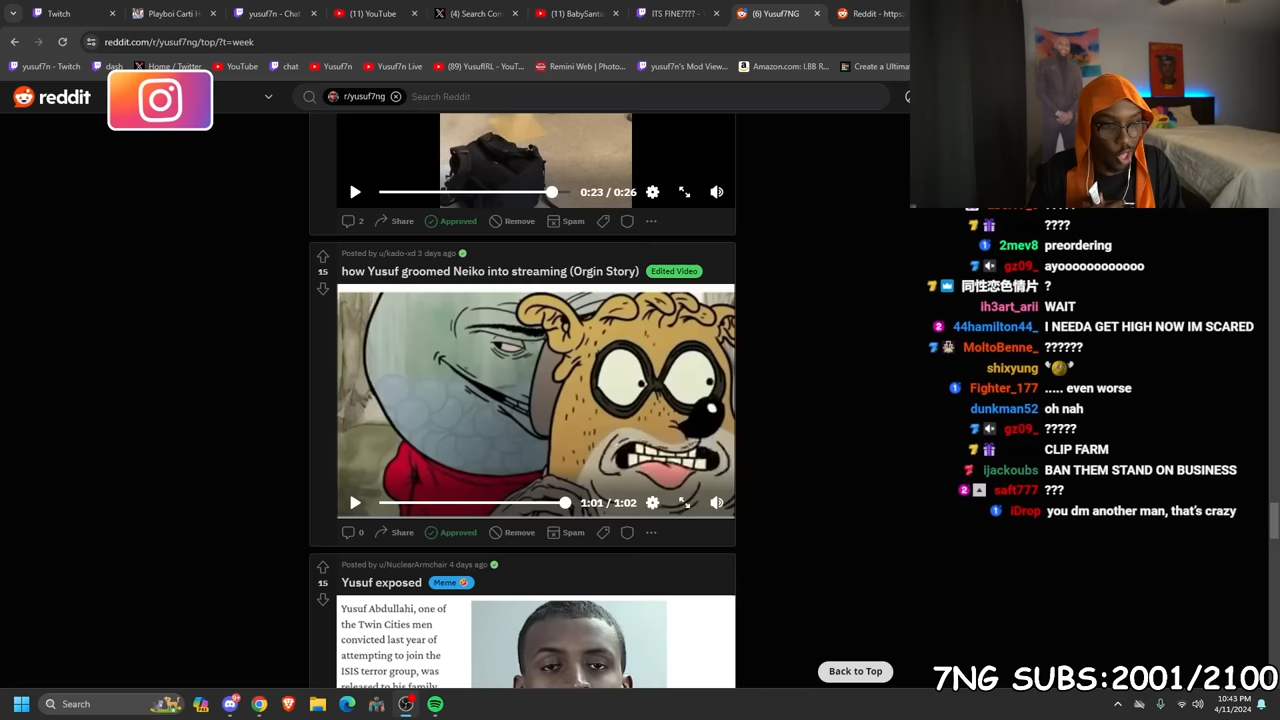 Twitch
Playboi Carti H
yusuf7n - Chat
(11) YouTube
(4) Search Com
(11) BabySanta
ITS FINE???? -
(6) Yusuf7NG
Reddit - https:
reddit.com/r/yusuf7ng/top/?t=week
yusuf7n - Twitch
dash
Home / Twitter
YouTube
chat
Yusuf7n
Yusuf7n Live
(89) YusufIRL - YouT...
Remini Web | Photo...
yusuf7n's Mod View...
Amazon.com: I.BB R...
Create a Ultima
reddit
r/yusuf7ng
Search Reddit
0:23 / 0:26
2
Share
Approved
Remove
Spam
Posted by u/kado-xd 3 days ago
15
how Yusuf groomed Neiko into streaming (Orgin Story)
Edited Video
1:01 / 1:02
0
Share
Approved
Remove
Spam
Posted by u/NuclearArmchair 4 days ago
15
Yusuf exposed
Meme
Yusuf Abdullahi, one of
the Twin Cities men
convicted last year of
attempting to join the
ISIS terror group, was
released to his family
Back to Top
????
2mev8 preordering
gz09_ ayoooooooooooo
同性恋色情片 ?
ih3art_arii WAIT
44hamilton44_ I NEEDA GET HIGH NOW IM SCARED
MoltoBenne_ ??????
shixyung
Fighter_177 ..... even worse
dunkman52 oh nah
gz09_ ?????
CLIP FARM
ijackoubs BAN THEM STAND ON BUSINESS
saft777 ???
iDrop you dm another man, that's crazy
7NG SUBS:2001/2100
Search
10:43 PM
4/11/2024